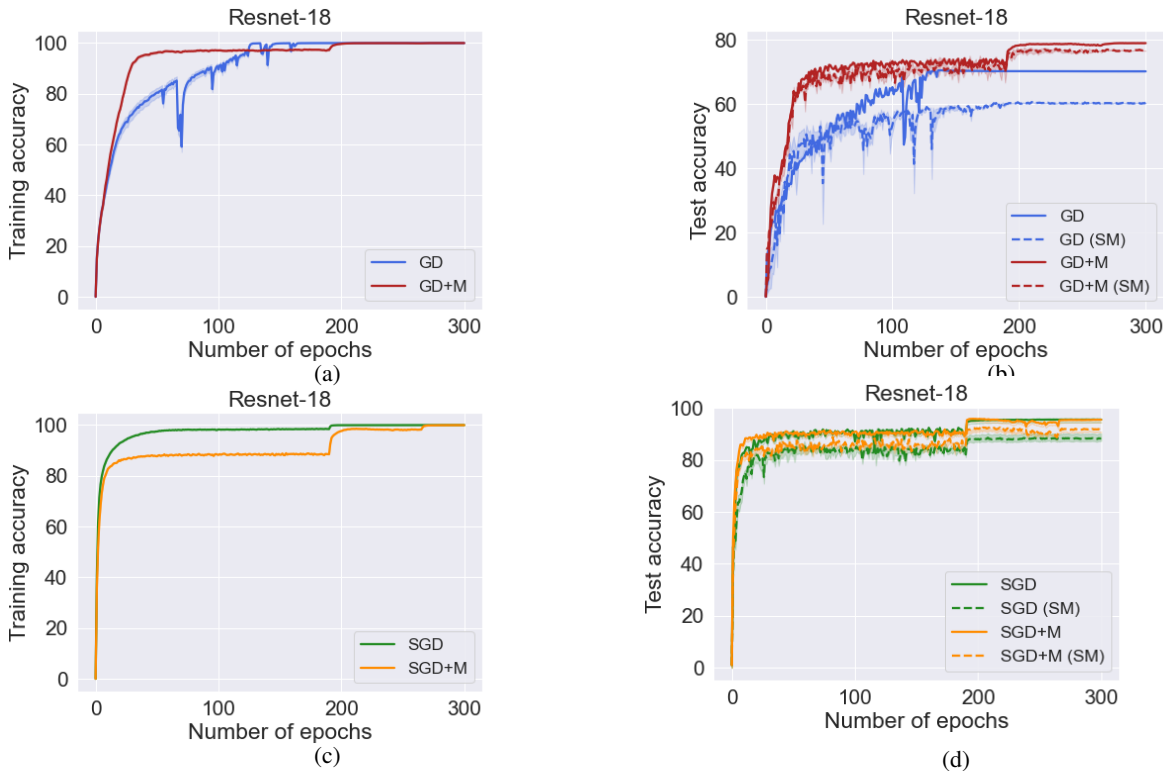 Resnet-18
Training accuracy
100
80
60
40
20
0
GD
GD+M
0 100 200 300
Number of epochs
(a)
Resnet-18
Test accuracy
80
60
40
20
0
GD
GD (SM)
GD+M
GD+M (SM)
0 100 200 300
Number of epochs
(b)
Resnet-18
Training accuracy
100
80
60
40
20
0
SGD
SGD+M
0 100 200 300
Number of epochs
(c)
Resnet-18
Test accuracy
100
80
60
40
20
0
SGD
SGD (SM)
SGD+M
SGD+M (SM)
0 100 200 300
Number of epochs
(d)